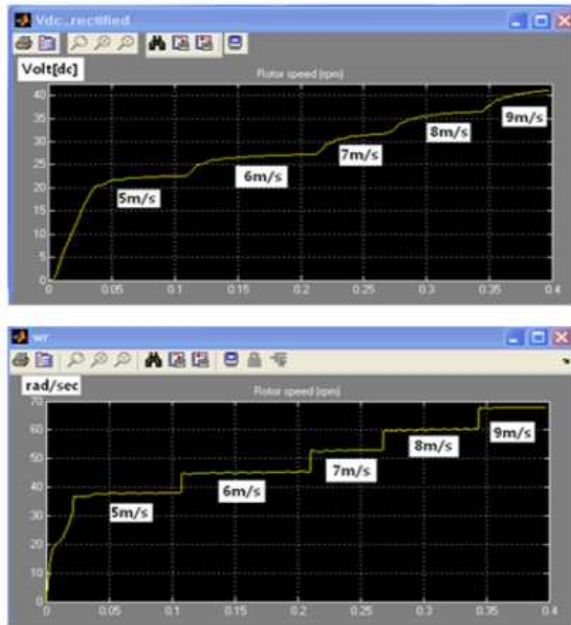 Vdc..rectified
Volt[dc]
Rotor speed (rpm)
40
35
30
25
20
15
10
5
0
5m/s
6m/s
7m/s
8m/s
9m/s
0 0.05 0.1 0.15 0.2 0.25 0.3 0.35 0.4
wr
rad/sec
Rotor speed (rpm)
70
60
50
40
30
20
10
0
5m/s
6m/s
7m/s
8m/s
9m/s
0 0.05 0.1 0.15 0.2 0.25 0.3 0.35 0.4